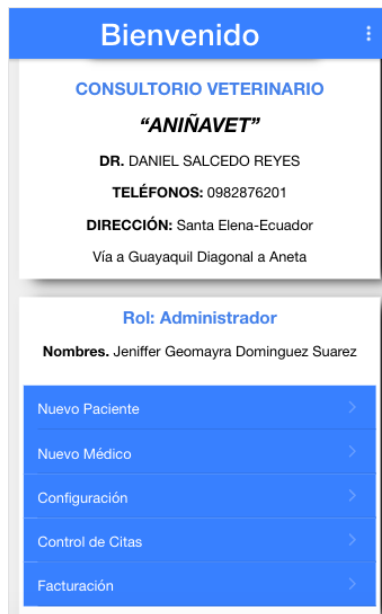 Bienvenido
CONSULTORIO VETERINARIO
“ANIÑAVET”
DR. DANIEL SALCEDO REYES
TELÉFONOS: 0982876201
DIRECCIÓN: Santa Elena-Ecuador
Vía a Guayaquil Diagonal a Aneta
Rol: Administrador
Nombres. Jeniffer Geomayra Dominguez Suarez
Nuevo Paciente
Nuevo Médico
Configuración
Control de Citas
Facturación